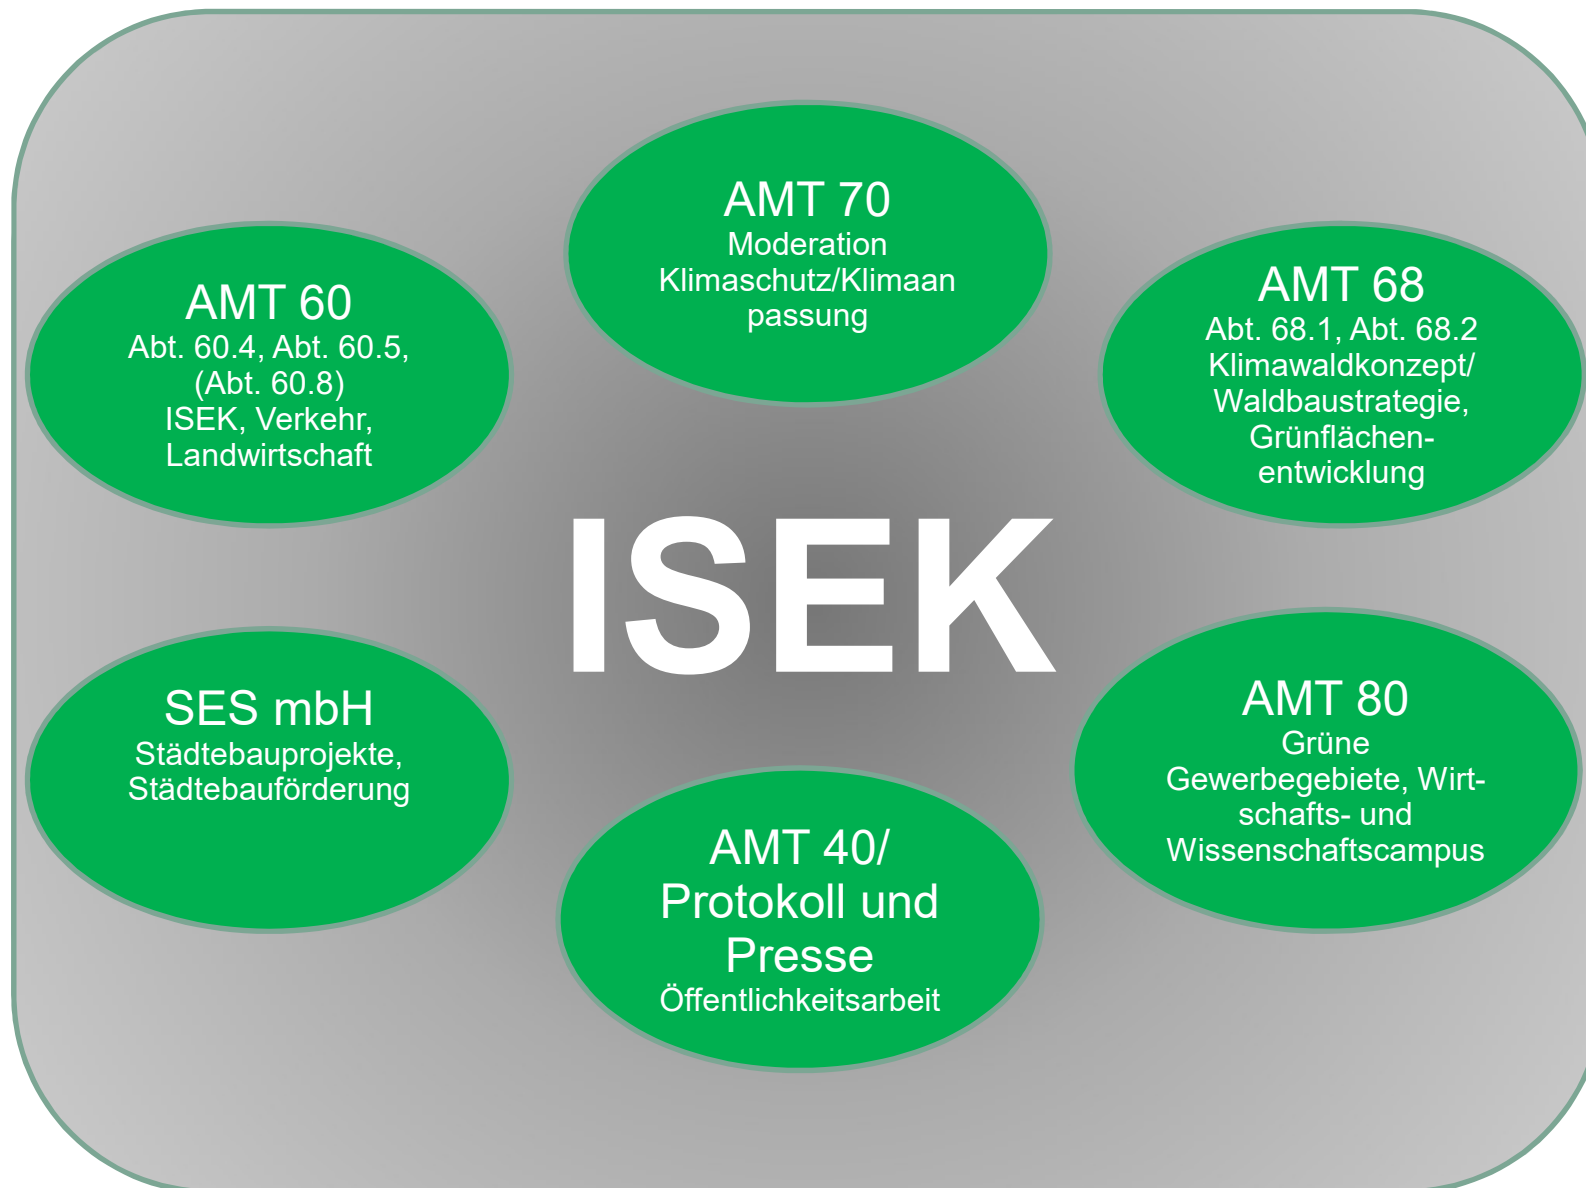 AMT 70
Moderation
Klimaschutz/Klimaan
passung
AMT 60
Abt. 60.4, Abt. 60.5,
(Abt. 60.8)
ISEK, Verkehr,
Landwirtschaft
AMT 68
Abt. 68.1, Abt. 68.2
Klimawaldkonzept/
Waldbaustrategie,
Grünflächen-
entwicklung
ISEK
SES mbH
Städtebauprojekte,
Städtebauförderung
AMT 80
Grüne
Gewerbegebiete, Wirt-
schafts- und
Wissenschaftscampus
AMT 40/
Protokoll und
Presse
Öffentlichkeitsarbeit